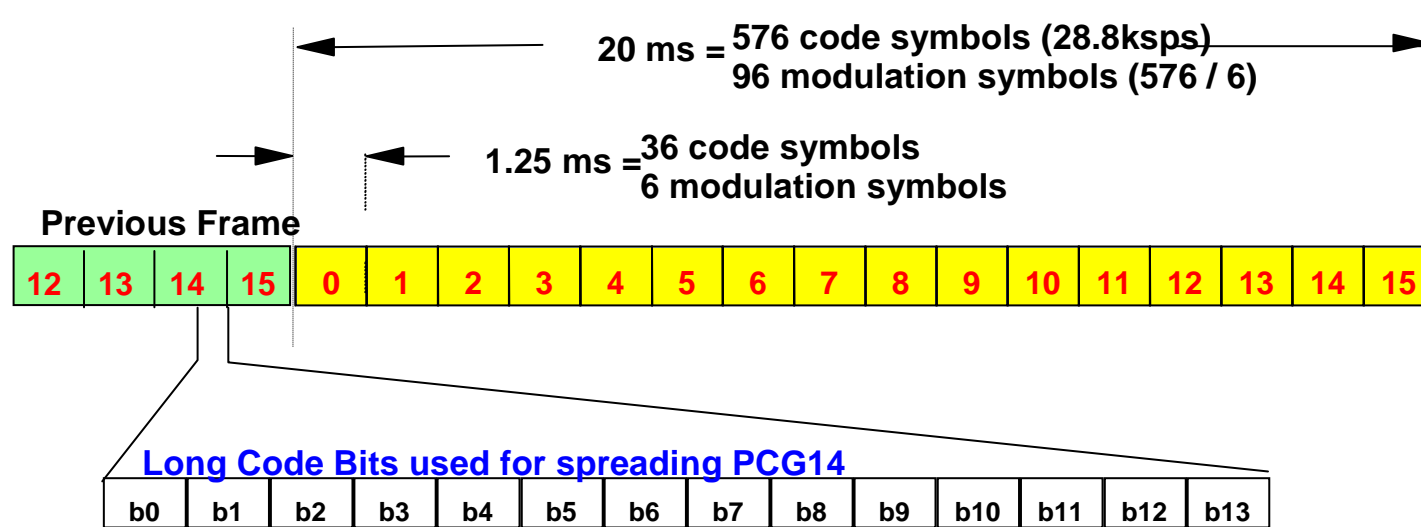 20 ms = 576 code symbols (28.8ksps)
96 modulation symbols (576 / 6)
1.25 ms = 36 code symbols
6 modulation symbols
Previous Frame
12 13 14 15 0 1 2 3 4 5 6 7 8 9 10 11 12 13 14 15
Long Code Bits used for spreading PCG14
b0 b1 b2 b3 b4 b5 b6 b7 b8 b9 b10 b11 b12 b13